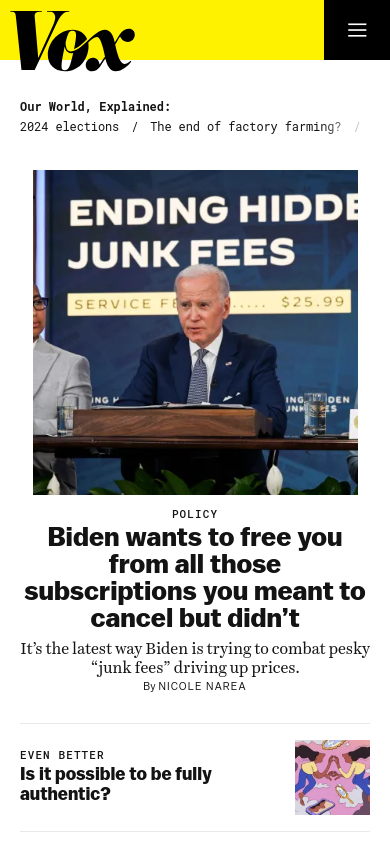 Vox
Our World, Explained:
2024 elections / The end of factory farming? /
ENDING HIDDE
JUNK FEES
SERVICE FE ..... $25.99
POLICY
Biden wants to free you
from all those
subscriptions you meant to
cancel but didn’t
It’s the latest way Biden is trying to combat pesky
“junk fees” driving up prices.
By NICOLE NAREA
EVEN BETTER
Is it possible to be fully
authentic?